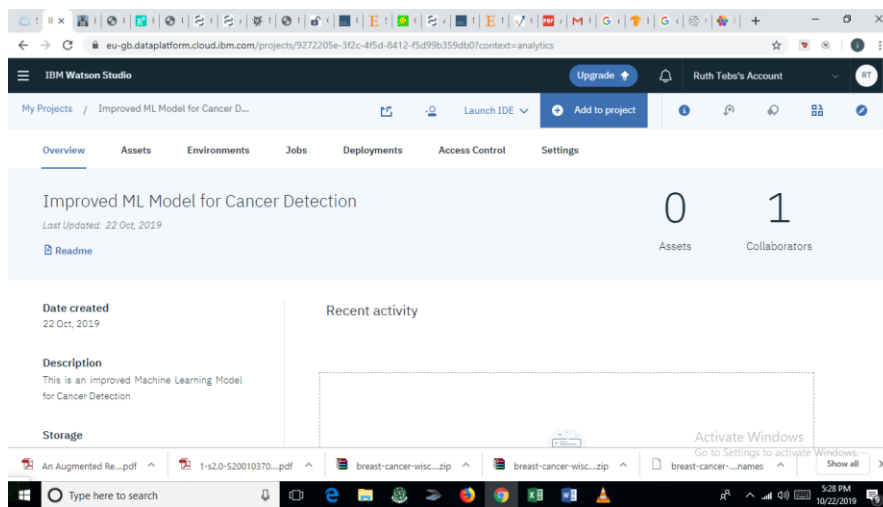 eu-gb.dataplatform.cloud.ibm.com/projects/9272205e-3f2c-4f5d-8412-f5d99b359db0?context=analytics
IBM Watson Studio
Upgrade
Ruth Tebs's Account
RT
My Projects / Improved ML Model for Cancer D...
Launch IDE
Add to project
Overview Assets Environments Jobs Deployments Access Control Settings
Improved ML Model for Cancer Detection
Last Updated: 22 Oct, 2019
Readme
0
Assets
1
Collaborators
Date created
22 Oct, 2019
Recent activity
Description
This is an improved Machine Learning Model
for Cancer Detection
Storage
Activate Windows
Go to Settings to activate Windows.
An Augmented Re....pdf
1-s2.0-S20010370....pdf
breast-cancer-wisc....zip
breast-cancer-wisc....zip
breast-cancer-....names
Show all
Type here to search
5:28 PM
10/22/2019